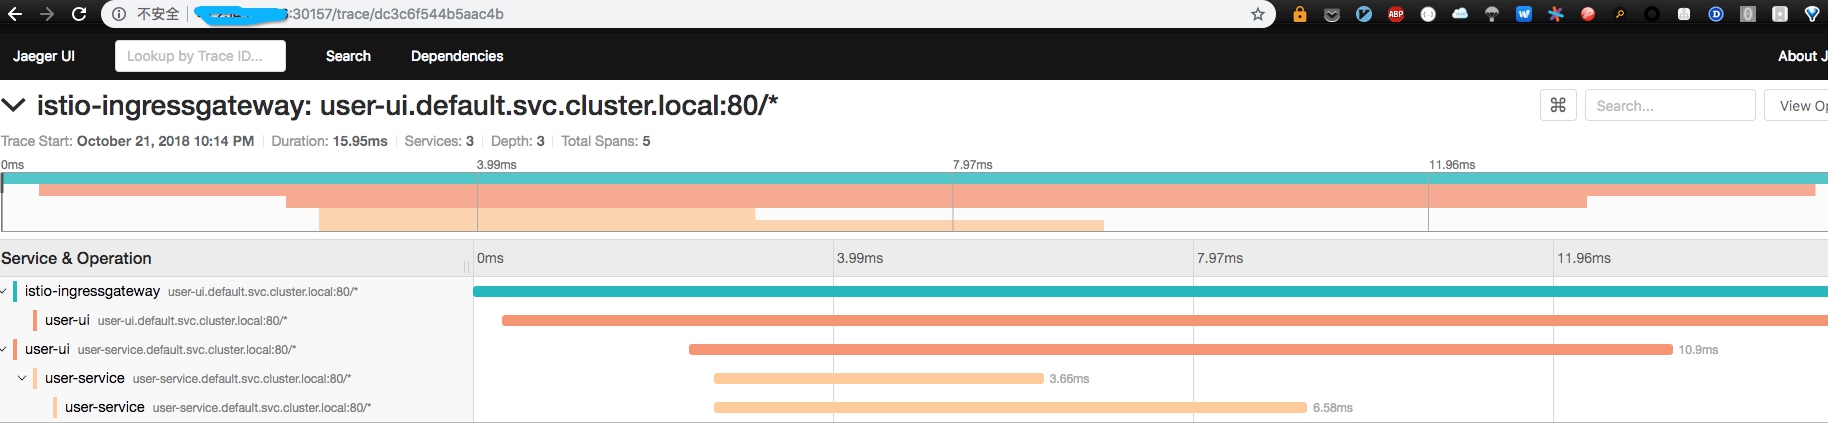 不安全 :30157/trace/dc3c6f544b5aac4b
Jaeger UI Lookup by Trace ID... Search Dependencies About J
istio-ingressgateway: user-ui.default.svc.cluster.local:80/* ⌘ Search... View Op
Trace Start: October 21, 2018 10:14 PM Duration: 15.95ms Services: 3 Depth: 3 Total Spans: 5
0ms 3.99ms 7.97ms 11.96ms
Service & Operation 0ms 3.99ms 7.97ms 11.96ms
istio-ingressgateway user-ui.default.svc.cluster.local:80/*
user-ui user-ui.default.svc.cluster.local:80/*
user-ui user-service.default.svc.cluster.local:80/* 10.9ms
user-service user-service.default.svc.cluster.local:80/* 3.66ms
user-service user-service.default.svc.cluster.local:80/* 6.58ms